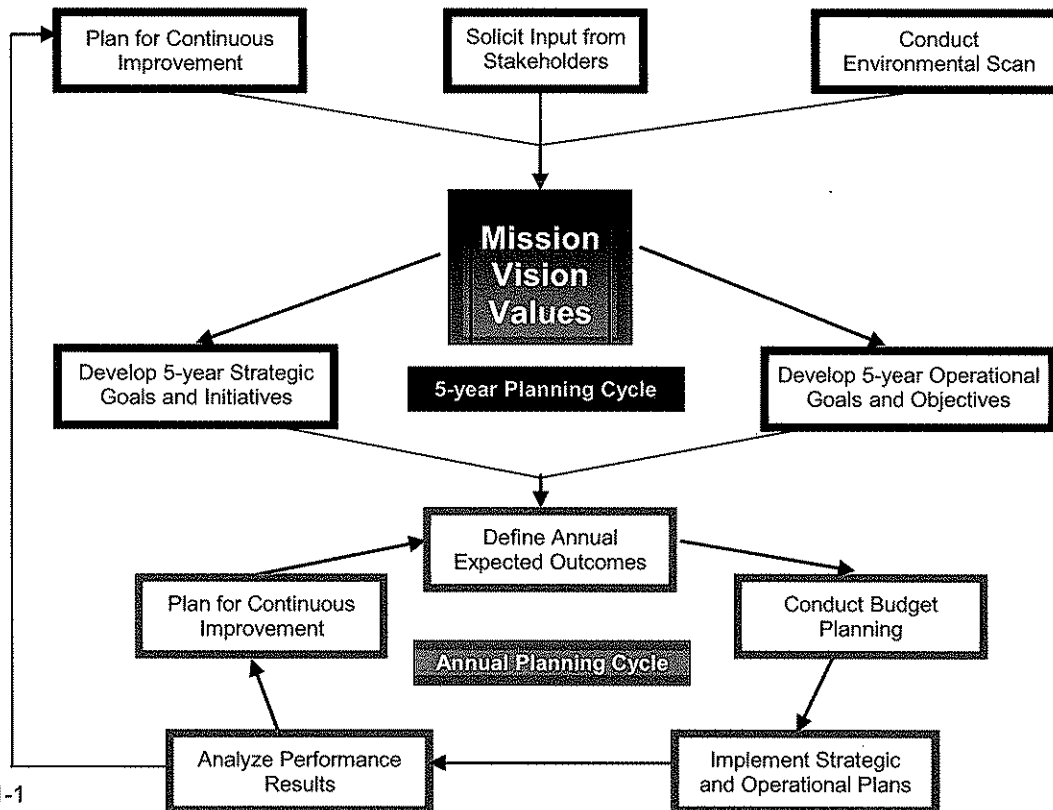 Plan for Continuous
Improvement
Solicit Input from
Stakeholders
Conduct
Environmental Scan
Mission
Vision
Values
Develop 5-year Strategic
Goals and Initiatives
5-year Planning Cycle
Develop 5-year Operational
Goals and Objectives
Define Annual
Expected Outcomes
Plan for Continuous
Improvement
Conduct Budget
Planning
Annual Planning Cycle
Analyze Performance
Results
Implement Strategic
and Operational Plans